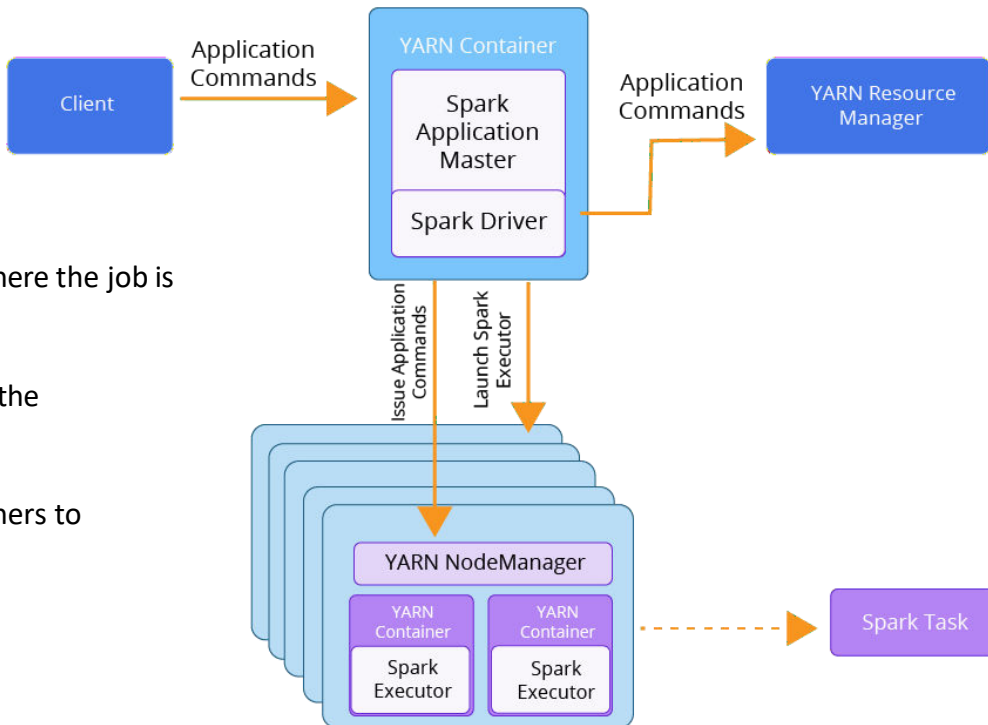 Client
Application
Commands
YARN Container
Spark
Application
Master
Spark Driver
Application
Commands
YARN Resource
Manager
here the job is
the
ners to
Issue Application
Commands
Launch Spark
Executor
YARN NodeManager
YARN
Container
Spark
Executor
YARN
Container
Spark
Executor
Spark Task